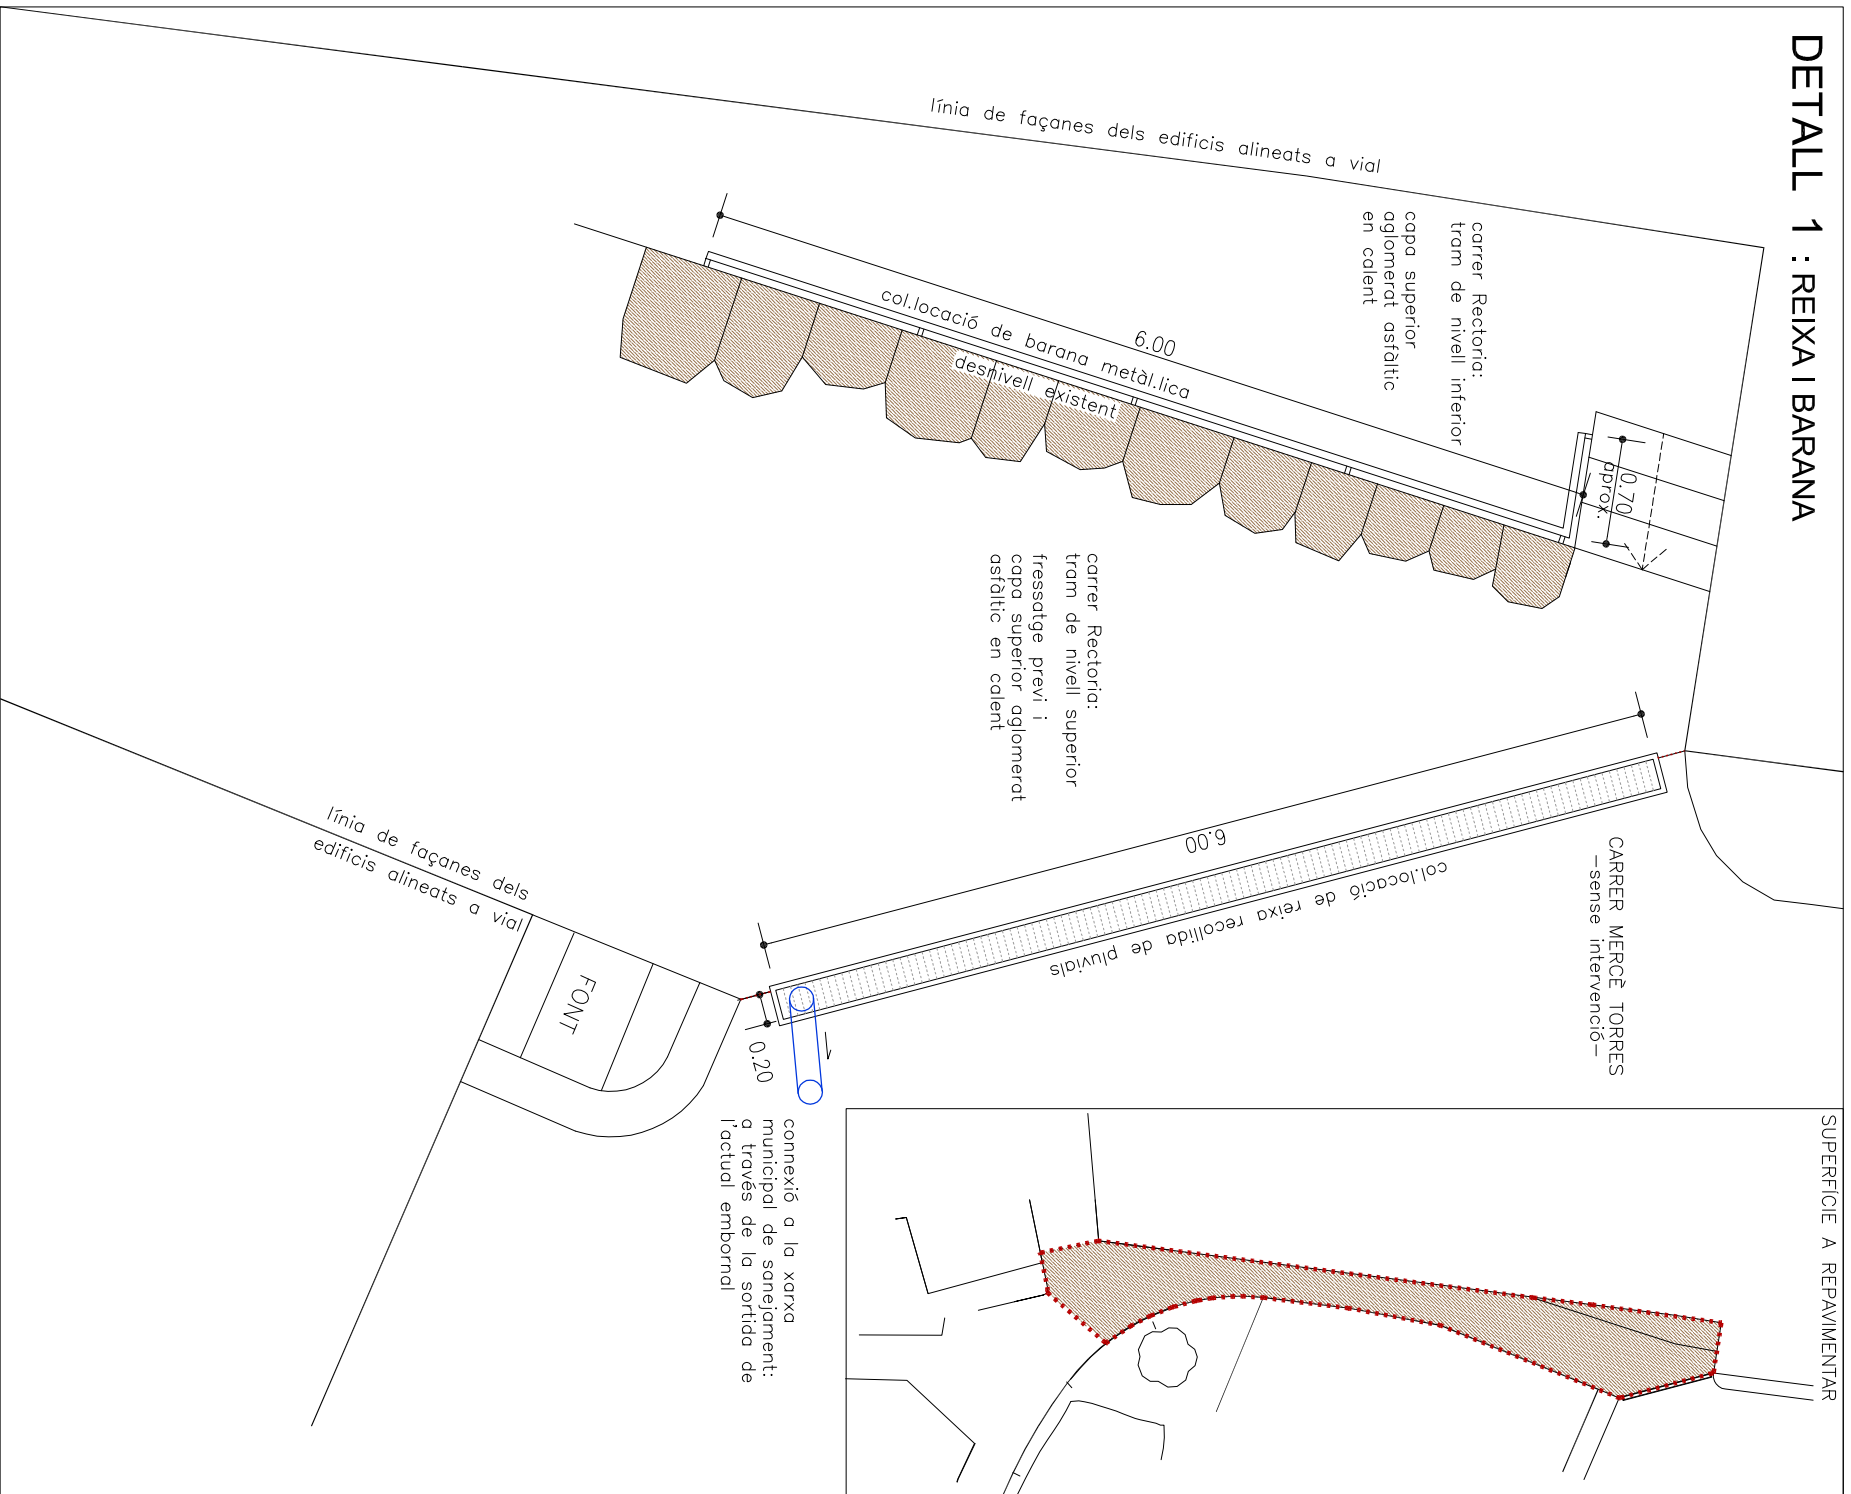 DETALL 1 : REIXA I BARANA
línia de façanes dels edificis alineats a vial
carrer Rectoria:
tram de nivell inferior
capa superior
aglomerat asfàltic
en calent
6.00
col.locació de barana metàl.lica
desnivell existent
0.70
aprox.
carrer Rectoria:
tram de nivell superior
fressatge previ i
capa superior aglomerat
asfàltic en calent
6.00
col.locació de reixa recollida de pluvials
CARRER MERCÈ TORRES
-sense intervenció-
línia de façanes dels
edificis alineats a vial
FONT
0.20
connexió a la xarxa
municipal de sanejament:
a través de la sortida de
l'actual embornal
SUPERFÍCIE A REPAVIMENTAR